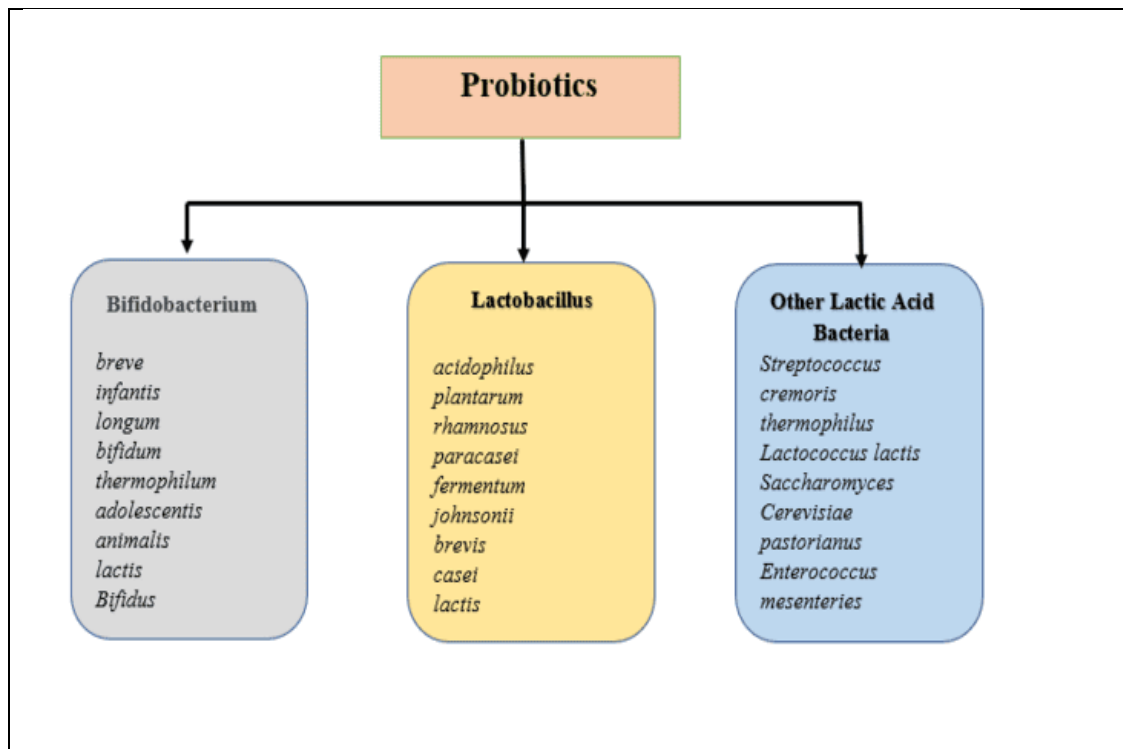 Probiotics
Bifidobacterium
breve
infantis
longum
bifidum
thermophilum
adolescentis
animalis
lactis
Bifidus
Lactobacillus
acidophilus
plantarum
rhamnosus
paracasei
fermentum
johnsonii
brevis
casei
lactis
Other Lactic Acid
Bacteria
Streptococcus
cremoris
thermophilus
Lactococcus lactis
Saccharomyces
Cerevisiae
pastorianus
Enterococcus
mesenteries